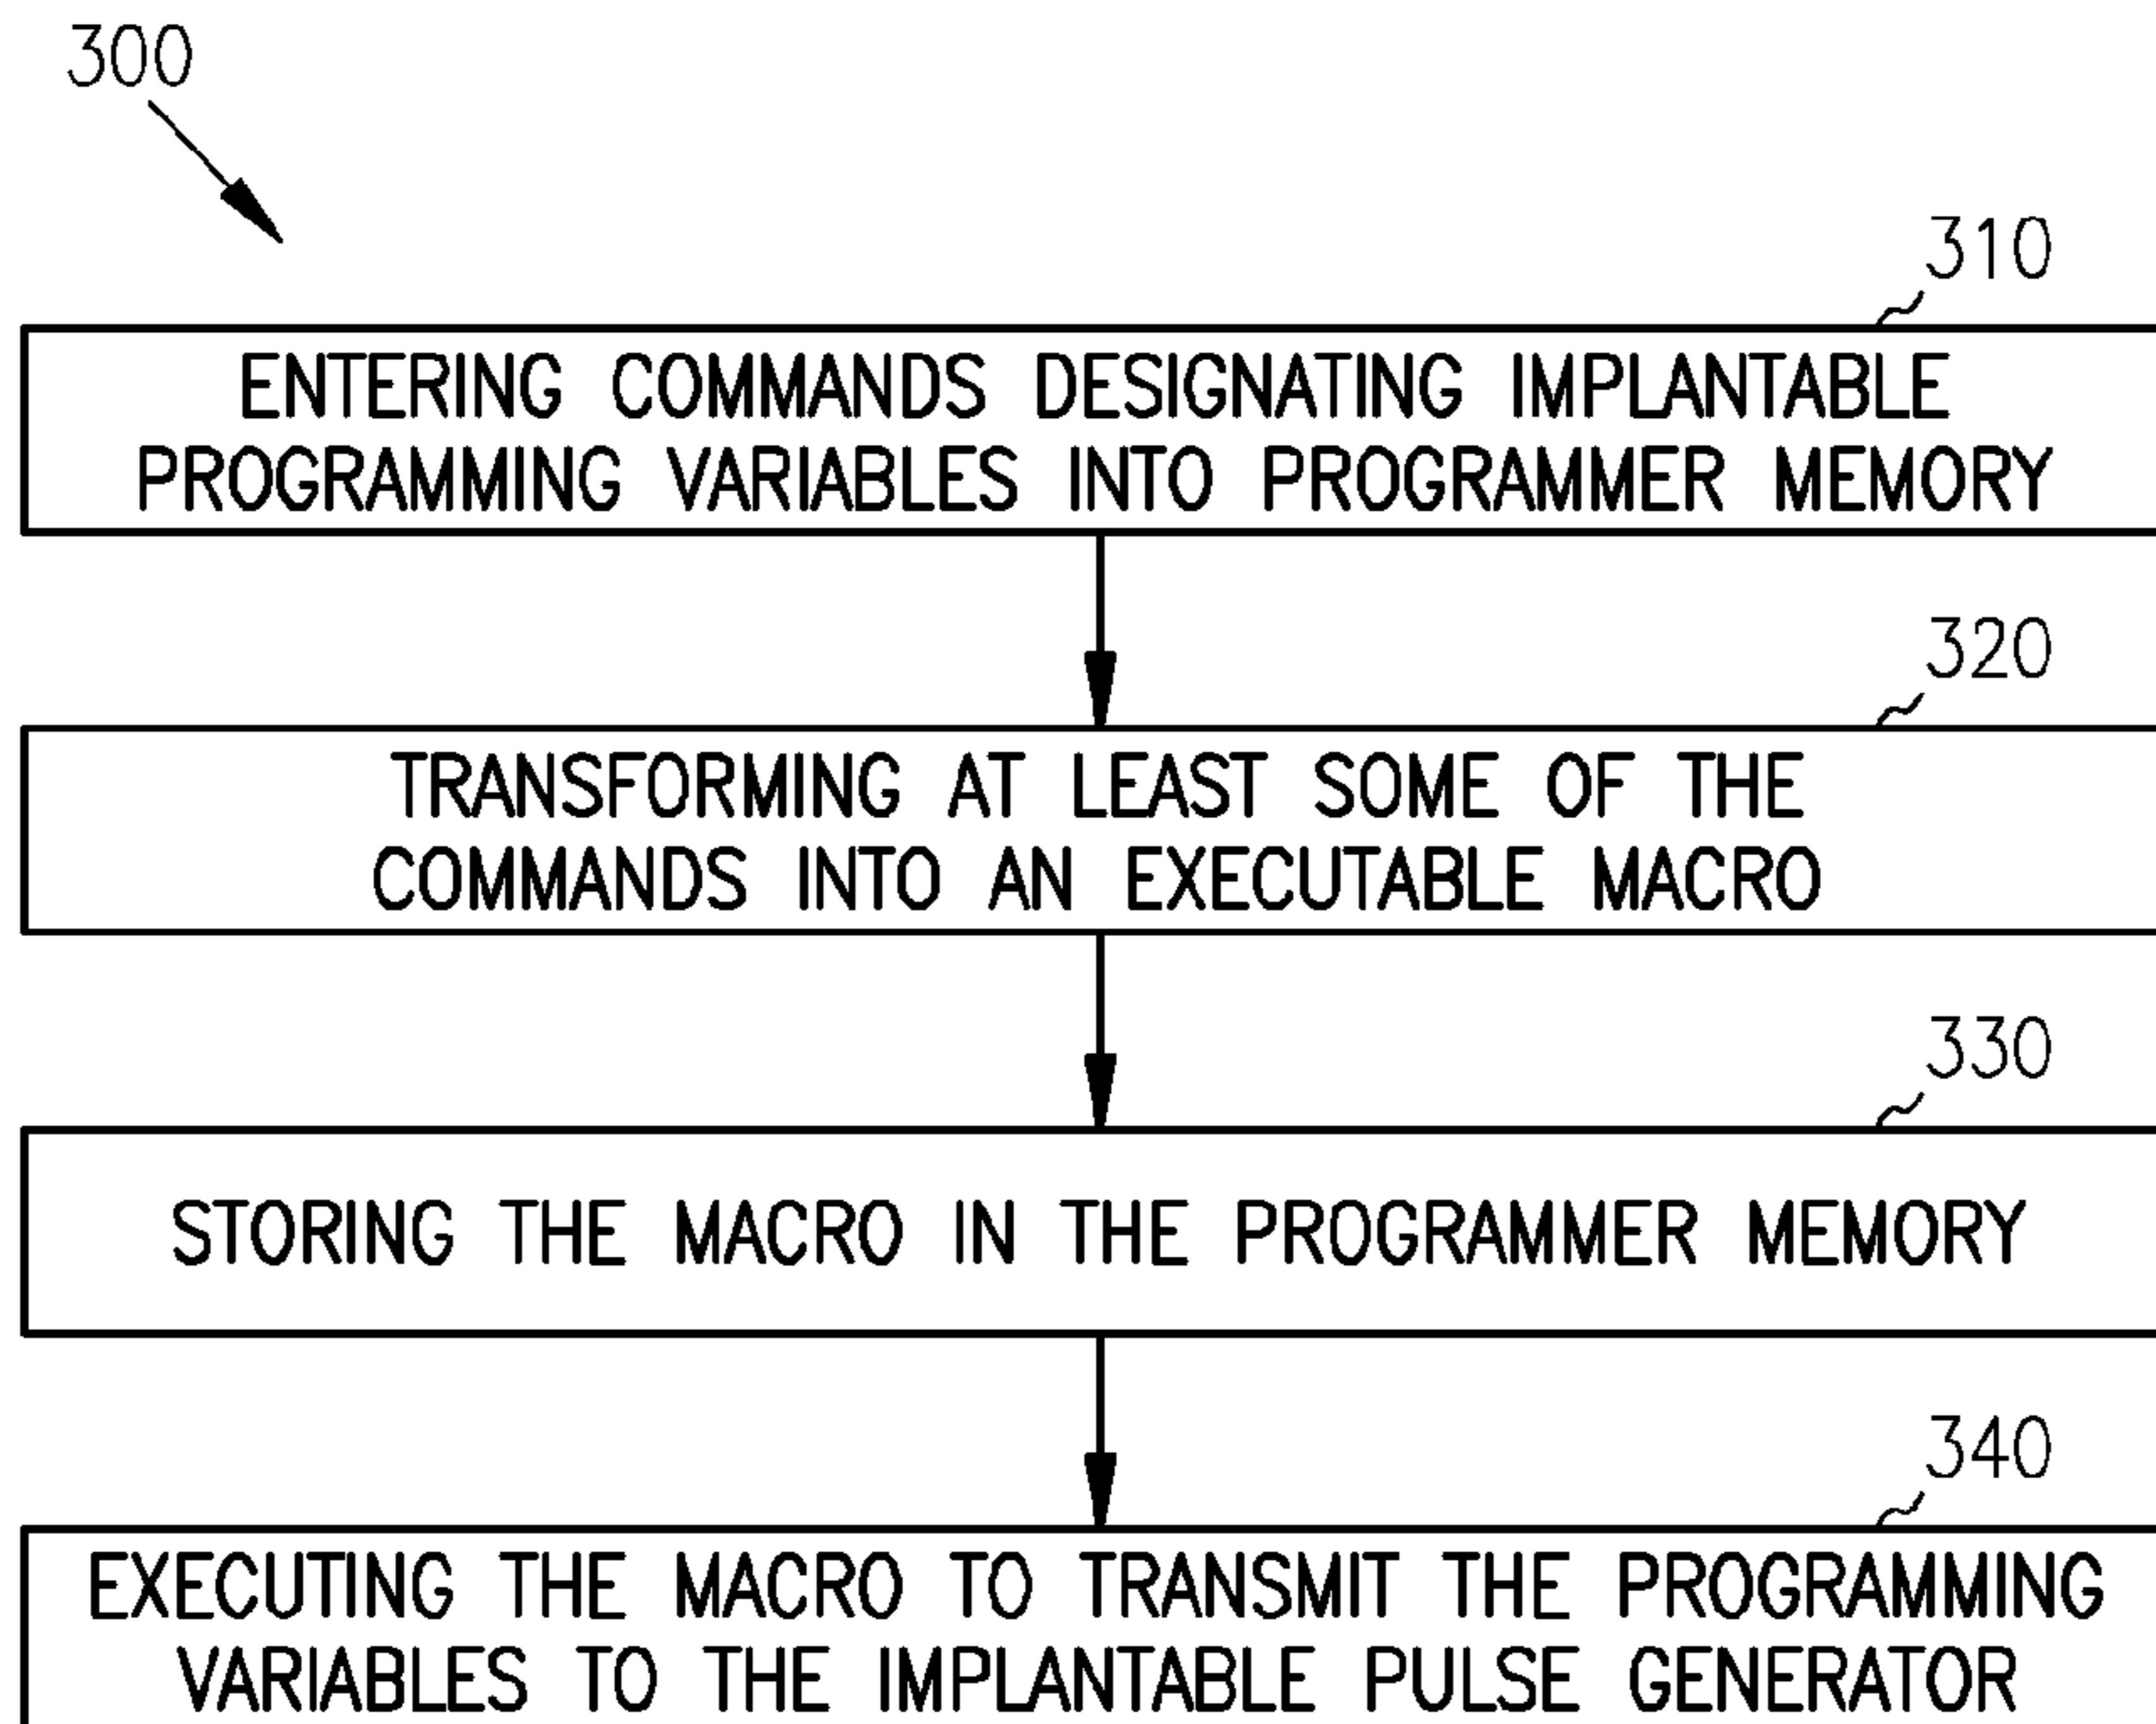 300
310
ENTERING COMMANDS DESIGNATING IMPLANTABLE
PROGRAMMING VARIABLES INTO PROGRAMMER MEMORY
320
TRANSFORMING AT LEAST SOME OF THE
COMMANDS INTO AN EXECUTABLE MACRO
330
STORING THE MACRO IN THE PROGRAMMER MEMORY
340
EXECUTING THE MACRO TO TRANSMIT THE PROGRAMMING
VARIABLES TO THE IMPLANTABLE PULSE GENERATOR